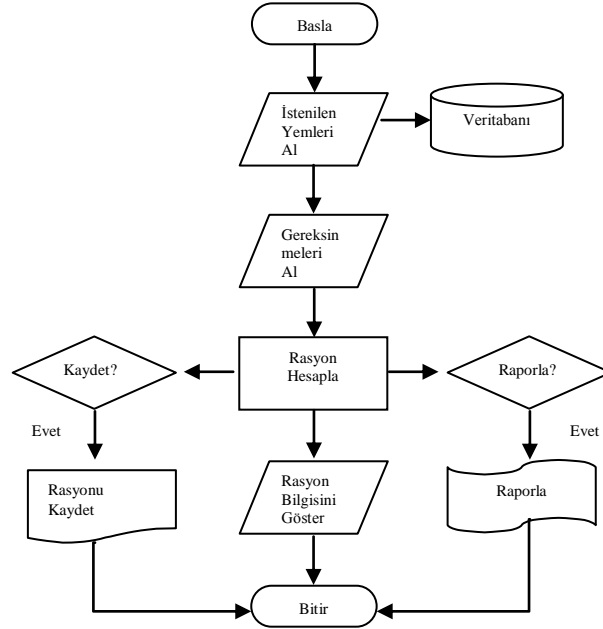 Basla
İstenilen
Yemleri
Al
Veritabanı
Gereksin
meleri
Al
Kaydet?
Rasyon
Hesapla
Raporla?
Evet
Evet
Rasyonu
Kaydet
Rasyon
Bilgisini
Göster
Raporla
Bitir